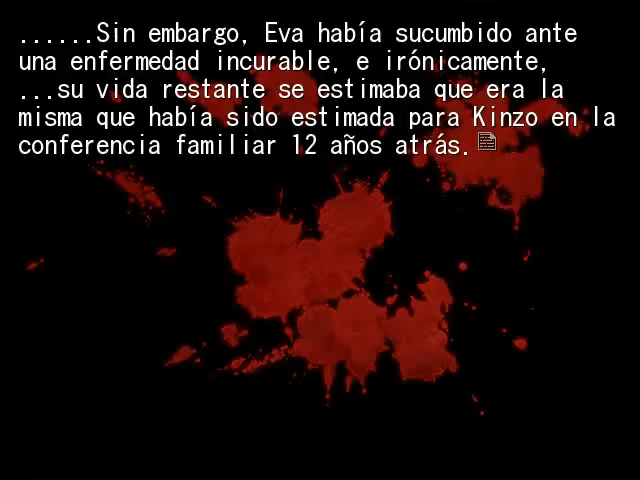 ......Sin embargo, Eva había sucumbido ante
una enfermedad incurable, e irónicamente,
...su vida restante se estimaba que era la
misma que había sido estimada para Kinzo en la
conferencia familiar 12 años atrás.